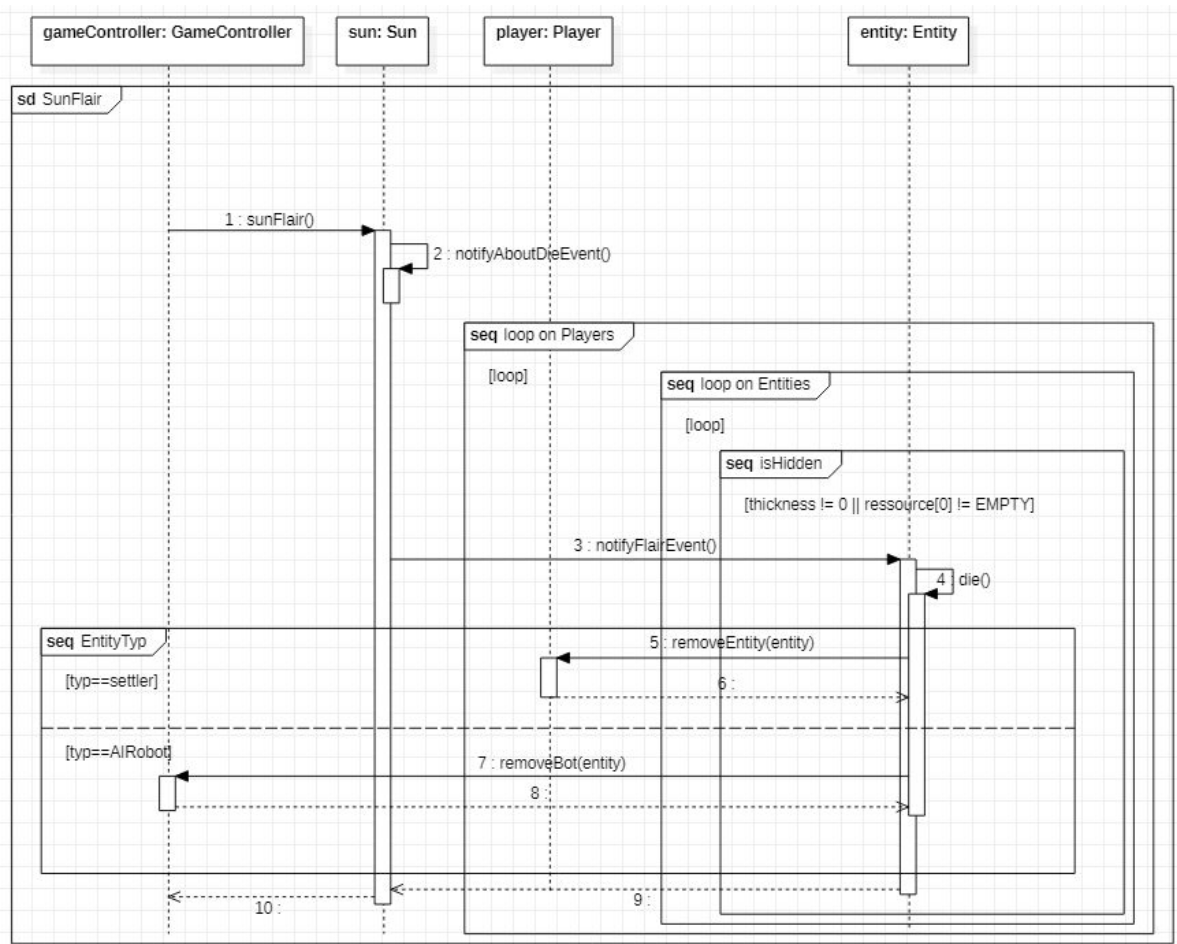 gameController: GameController
sun: Sun
player: Player
entity: Entity
sd SunFlair
1 : sunFlair()
2 : notifyAboutDieEvent()
seq loop on Players
[loop]
seq loop on Entities
[loop]
seq isHidden
[thickness != 0 || ressource[0] != EMPTY]
3 : notifyFlairEvent()
4 : die()
seq EntityTyp
5 : removeEntity(entity)
[typ==settler]
6 :
[typ==AIRobot]
7 : removeBot(entity)
8 :
9 :
10 :